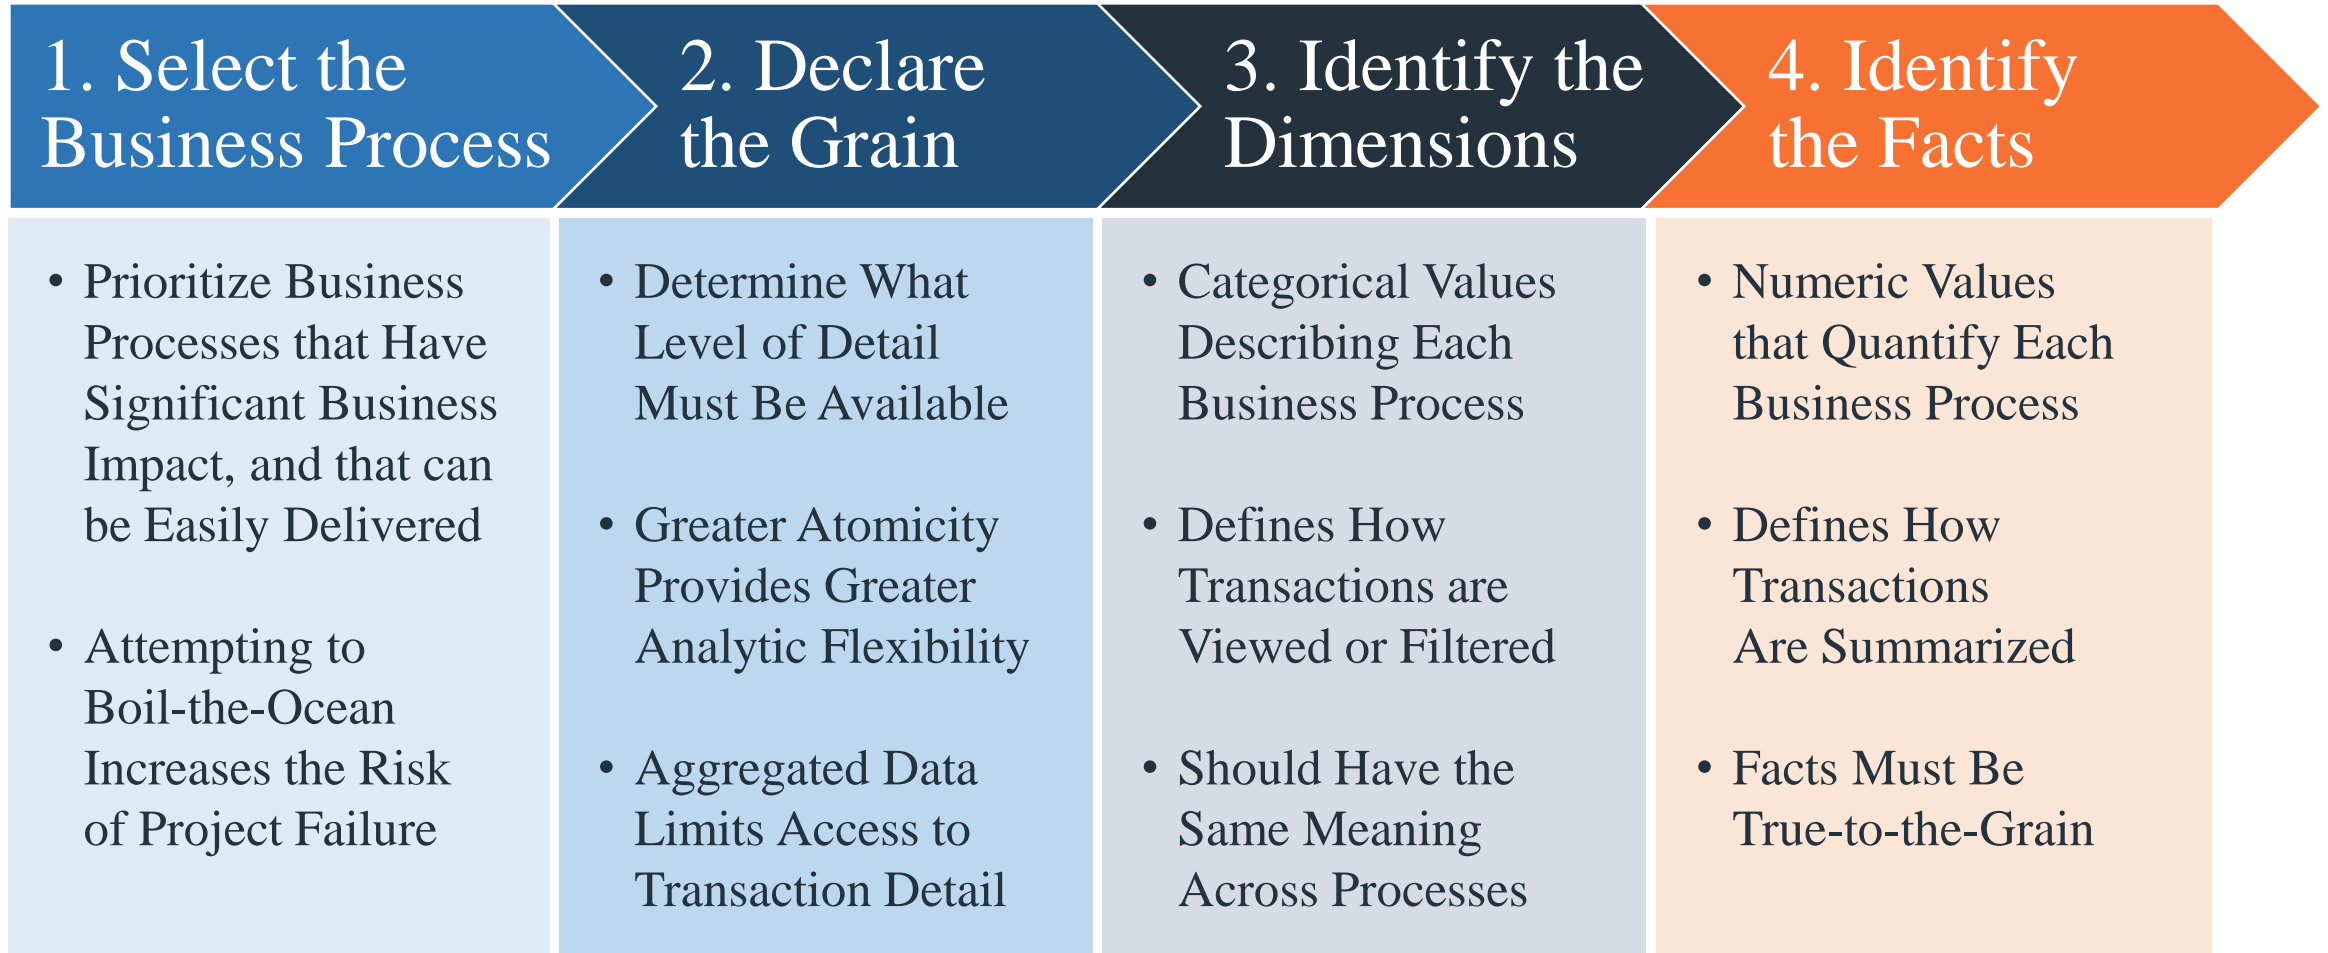 1. Select the
Business Process
2. Declare
the Grain
3. Identify the
Dimensions
4. Identify
the Facts
• Prioritize Business
Processes that Have
Significant Business
Impact, and that can
be Easily Delivered
• Attempting to
Boil-the-Ocean
Increases the Risk
of Project Failure
• Determine What
Level of Detail
Must Be Available
• Greater Atomicity
Provides Greater
Analytic Flexibility
• Aggregated Data
Limits Access to
Transaction Detail
• Categorical Values
Describing Each
Business Process
• Defines How
Transactions are
Viewed or Filtered
• Should Have the
Same Meaning
Across Processes
• Numeric Values
that Quantify Each
Business Process
• Defines How
Transactions
Are Summarized
• Facts Must Be
True-to-the-Grain